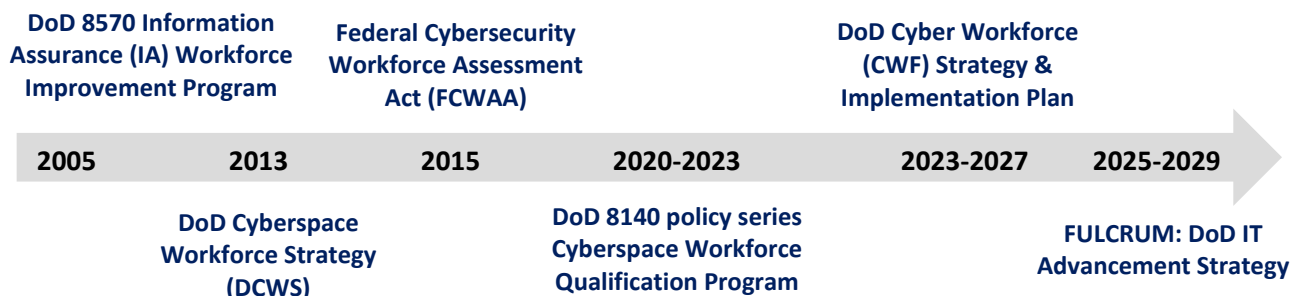 DoD 8570 Information
Assurance (IA) Workforce
Improvement Program
Federal Cybersecurity
Workforce Assessment
Act (FCWAA)
DoD Cyber Workforce
(CWF) Strategy &
Implementation Plan
2005 2013 2015 2020-2023 2023-2027 2025-2029
DoD Cyberspace
Workforce Strategy
(DCWS)
DoD 8140 policy series
Cyberspace Workforce
Qualification Program
FULCRUM: DoD IT
Advancement Strategy